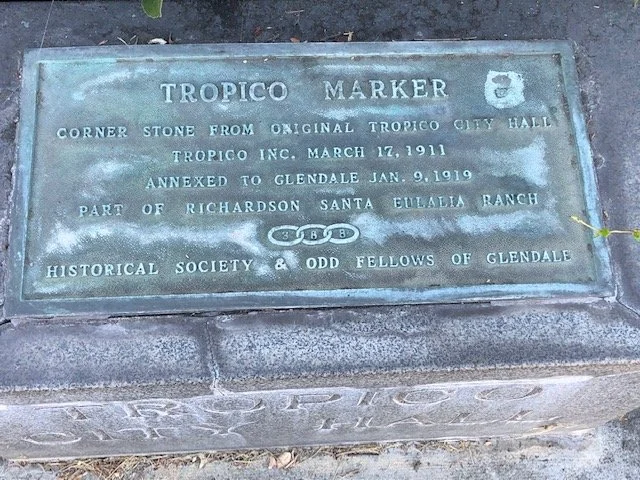 TROPICO MARKER
CORNER STONE FROM ORIGINAL TROPICO CITY HALL
TROPICO INC. MARCH 17, 1911
ANNEXED TO GLENDALE JAN. 9, 1919
PART OF RICHARDSON SANTA EULALIA RANCH
388
HISTORICAL SOCIETY & ODD FELLOWS OF GLENDALE
TROPICO
CITY HALL